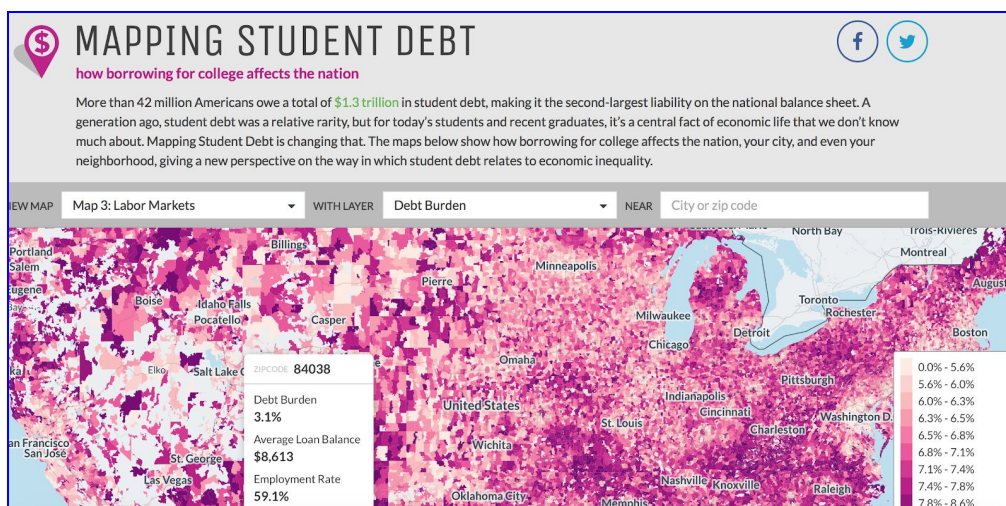 $
MAPPING STUDENT DEBT
how borrowing for college affects the nation
More than 42 million Americans owe a total of $1.3 trillion in student debt, making it the second-largest liability on the national balance sheet. A
generation ago, student debt was a relative rarity, but for today's students and recent graduates, it's a central fact of economic life that we don't know
much about. Mapping Student Debt is changing that. The maps below show how borrowing for college affects the nation, your city, and even your
neighborhood, giving a new perspective on the way in which student debt relates to economic inequality.
IEW MAP Map 3: Labor Markets WITH LAYER Debt Burden NEAR City or zip code
North Bay Trois-Rivières
Portland Billings Montreal
Salem Minneapolis
Pierre August
ugene
Boise Idaho Falls Toronto
Pocatello Casper Milwaukee Rochester
Detroit Boston
Chicago
Elko Salt Lake C Omaha
ZIPCODE 84038
0.0% - 5.6%
Pittsburgh
5.6% - 6.0%
Debt Burden
3.1%
Indianapolis 6.0% - 6.3%
United States Cincinnati
Washington D. 6.3% - 6.5%
St. Louis Charleston
Average Loan Balance
$8,613
6.5% - 6.8%
an Francisco Wichita
San José 6.8% - 7.1%
St. George
7.1% - 7.4%
Las Vegas Employment Rate
59.1%
Nashville Knoxville
7.4% - 7.8%
Oklahoma City Raleigh
Memphis 7.8% - 8.6%